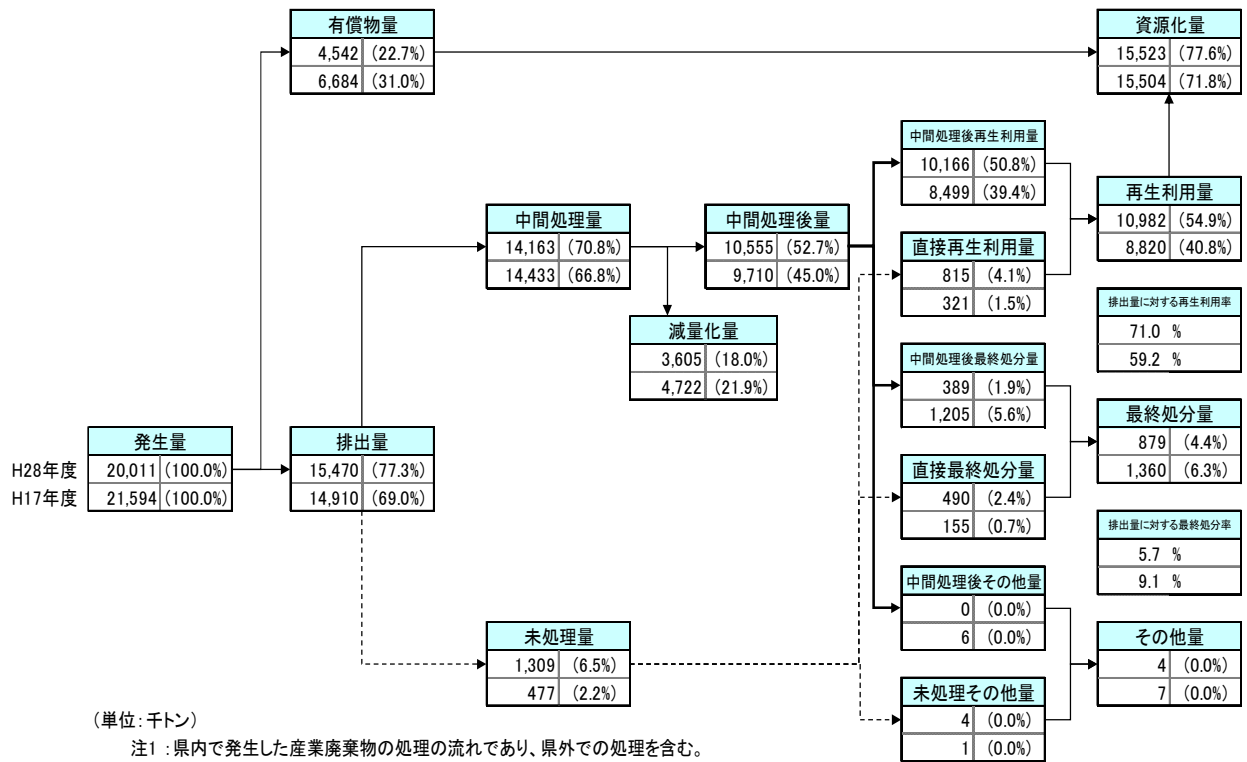 有償物量
4,542 (22.7%)
6,684 (31.0%)
資源化量
15,523 (77.6%)
15,504 (71.8%)
中間処理後再生利用量
10,166 (50.8%)
8,499 (39.4%)
再生利用量
10,982 (54.9%)
8,820 (40.8%)
中間処理量
14,163 (70.8%)
14,433 (66.8%)
中間処理後量
10,555 (52.7%)
9,710 (45.0%)
直接再生利用量
815 (4.1%)
321 (1.5%)
排出量に対する再生利用率
71.0 %
59.2 %
減量化量
3,605 (18.0%)
4,722 (21.9%)
中間処理後最終処分量
389 (1.9%)
1,205 (5.6%)
最終処分量
879 (4.4%)
1,360 (6.3%)
発生量
H28年度 20,011 (100.0%)
H17年度 21,594 (100.0%)
排出量
15,470 (77.3%)
14,910 (69.0%)
直接最終処分量
490 (2.4%)
155 (0.7%)
排出量に対する最終処分率
5.7 %
9.1 %
中間処理後その他量
0 (0.0%)
6 (0.0%)
未処理量
1,309 (6.5%)
477 (2.2%)
その他量
4 (0.0%)
7 (0.0%)
未処理その他量
4 (0.0%)
1 (0.0%)
(単位:千トン)
注1 :県内で発生した産業廃棄物の処理の流れであり、県外での処理を含む。